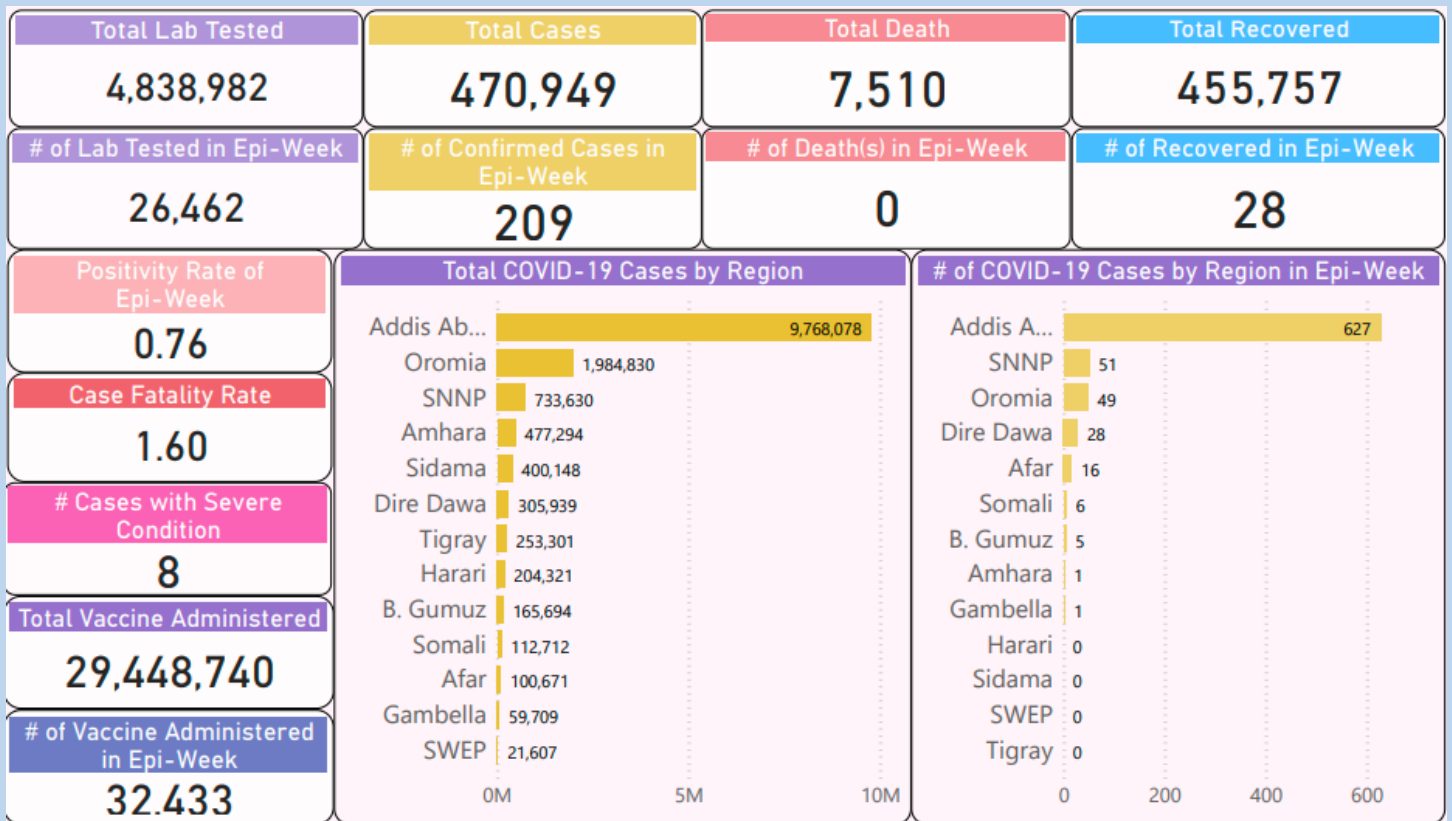 Total Lab Tested
4,838,982
Total Cases
470,949
Total Death
7,510
Total Recovered
455,757
# of Lab Tested in Epi-Week
26,462
# of Confirmed Cases in
Epi-Week
209
# of Death(s) in Epi-Week
0
# of Recovered in Epi-Week
28
Positivity Rate of
Epi-Week
0.76
Case Fatality Rate
1.60
# Cases with Severe
Condition
8
Total Vaccine Administered
29,448,740
# of Vaccine Administered
in Epi-Week
32,433
Total COVID-19 Cases by Region
Addis Ab... 9,768,078
Oromia 1,984,830
SNNP 733,630
Amhara 477,294
Sidama 400,148
Dire Dawa 305,939
Tigray 253,301
Harari 204,321
B. Gumuz 165,694
Somali 112,712
Afar 100,671
Gambella 59,709
SWEP 21,607
0M 5M 10M
# of COVID-19 Cases by Region in Epi-Week
Addis A... 627
SNNP 51
Oromia 49
Dire Dawa 28
Afar 16
Somali 6
B. Gumuz 5
Amhara 1
Gambella 1
Harari 0
Sidama 0
SWEP 0
Tigray 0
0 200 400 600